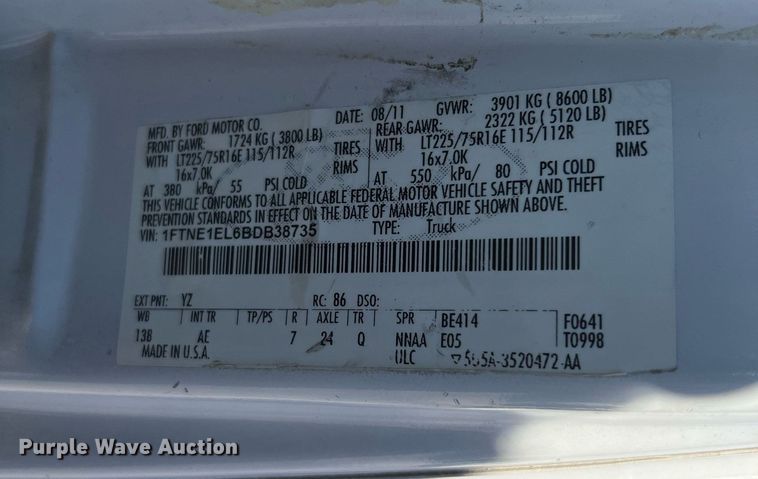 MFD. BY FORD MOTOR CO. DATE: 08/11 GVWR: 3901 KG ( 8600 LB)
FRONT GAWR: 1724 KG ( 3800 LB) REAR GAWR: 2322 KG ( 5120 LB)
WITH LT225/75R16E 115/112R TIRES WITH LT225/75R16E 115/112R TIRES
16x7.0K RIMS 16x7.0K RIMS
AT 380 kPa/ 55 PSI COLD AT 550 kPa/ 80 PSI COLD
THIS VEHICLE CONFORMS TO ALL APPLICABLE FEDERAL MOTOR VEHICLE SAFETY AND THEFT
PREVENTION STANDARDS IN EFFECT ON THE DATE OF MANUFACTURE SHOWN ABOVE.
VIN: 1FTNE1EL6BDB38735 TYPE: Truck
EXT PNT: YZ RC: 86 DSO:
WB INT TR TP/PS R AXLE TR SPR BE414 F0641
138 AE 7 24 Q NNAA E05 T0998
MADE IN U.S.A. ULC 5U5A-3520472-AA
Purple Wave Auction